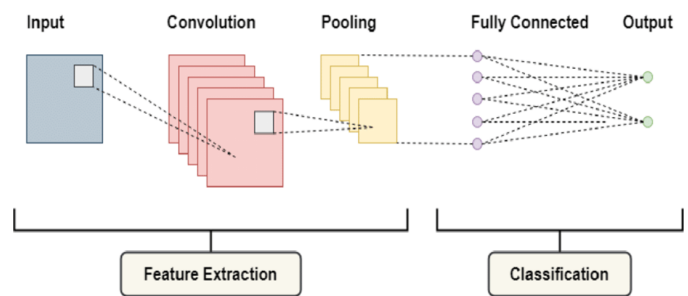 Input Convolution Pooling Fully Connected Output
Feature Extraction Classification